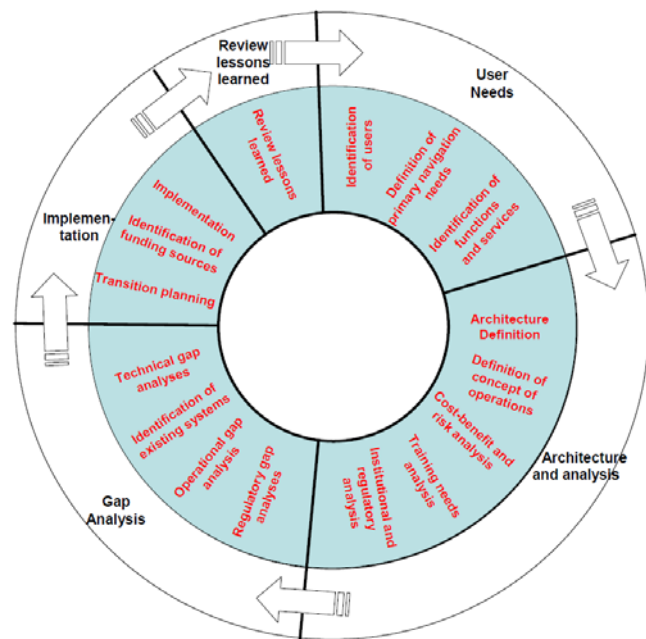 Review
lessons
learned
User
Needs
Architecture
and analysis
Gap
Analysis
Implemen-
tation
Review lessons
learned
Identification
of users
Definition of
primary navigation
needs
Identification of
functions
and services
Architecture
Definition
Definition of
concept of
operations
Cost-benefit and
risk analysis
Training needs
analysis
Institutional and
regulatory
analysis
Regulatory gap
analyses
Operational gap
analysis
Identification of
existing systems
Technical gap
analyses
Transition planning
Identification of
funding sources
Implementation